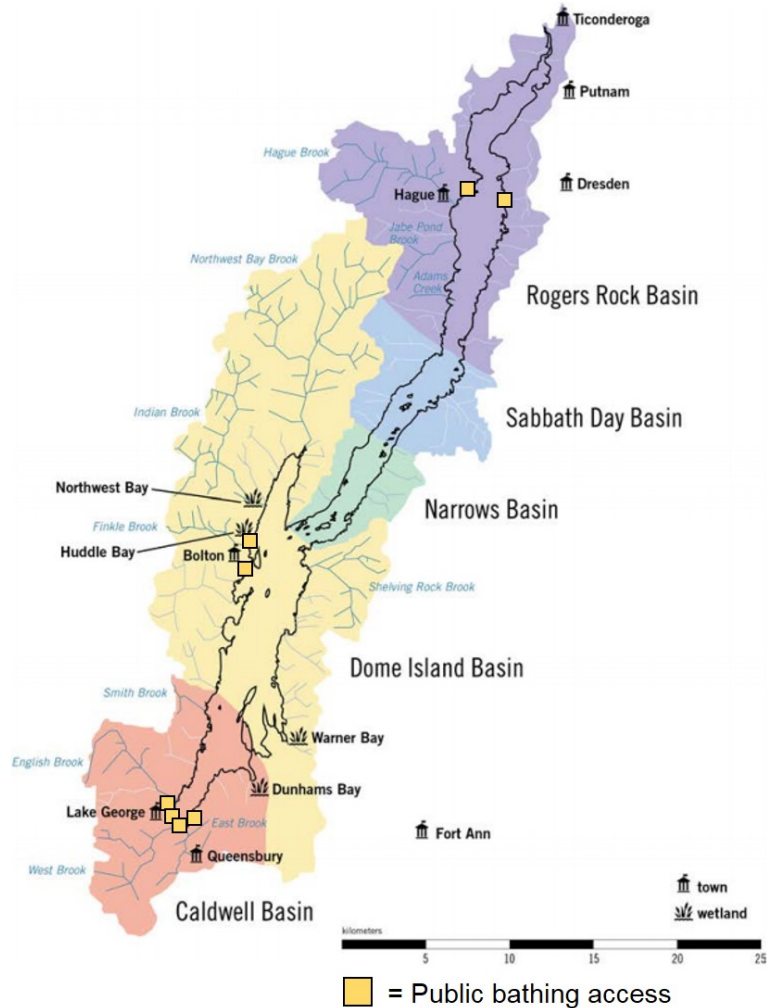 Ticonderoga
Putnam
Hague Brook
Dresden
Hague
Jabe Pond
Brook
Northwest Bay Brook
Adams
Creek
Rogers Rock Basin
Indian Brook
Sabbath Day Basin
Northwest Bay
Narrows Basin
Finkle Brook
Huddle Bay
Bolton
Shelving Rock Brook
Dome Island Basin
Smith Brook
Warner Bay
English Brook
Dunhams Bay
Lake George
East Brook
Fort Ann
Queensbury
West Brook
town
Caldwell Basin
wetland
kilometers
5 10 15 20 25
= Public bathing access